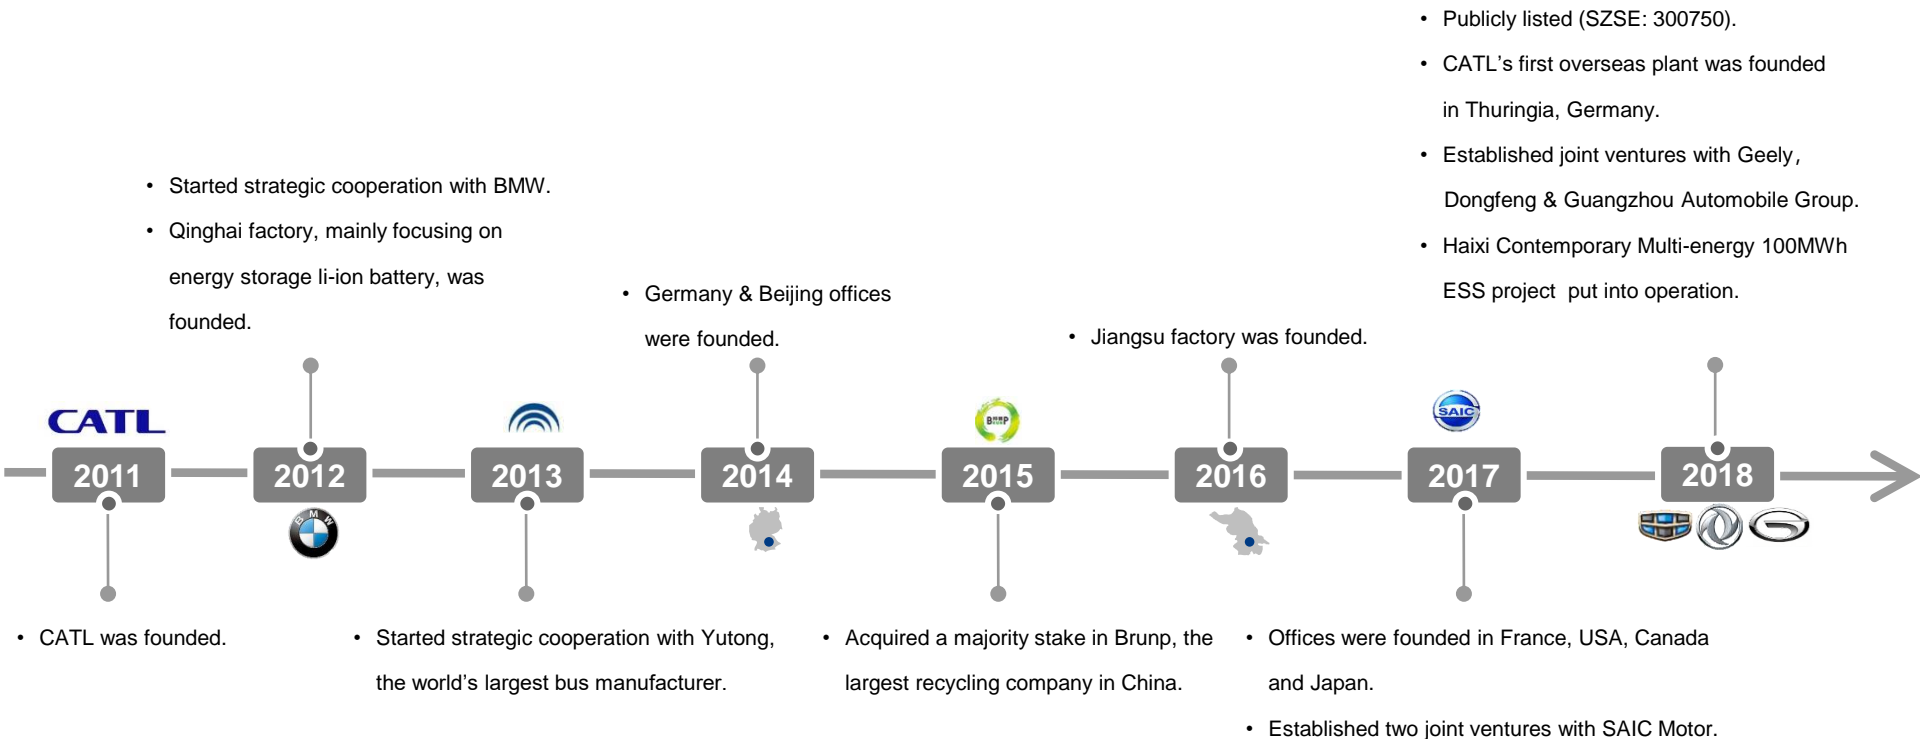 • Publicly listed (SZSE: 300750).
• CATL’s first overseas plant was founded
in Thuringia, Germany.
• Established joint ventures with Geely,
Dongfeng & Guangzhou Automobile Group.
• Haixi Contemporary Multi-energy 100MWh
ESS project put into operation.
• Started strategic cooperation with BMW.
• Qinghai factory, mainly focusing on
energy storage li-ion battery, was
founded.
• Germany & Beijing offices
were founded.
• Jiangsu factory was founded.
CATL
SAIC
2011
2012
2013
2014
2015
2016
2017
2018
BMW
• CATL was founded.
• Started strategic cooperation with Yutong,
the world’s largest bus manufacturer.
• Acquired a majority stake in Brunp, the
largest recycling company in China.
• Offices were founded in France, USA, Canada
and Japan.
• Established two joint ventures with SAIC Motor.